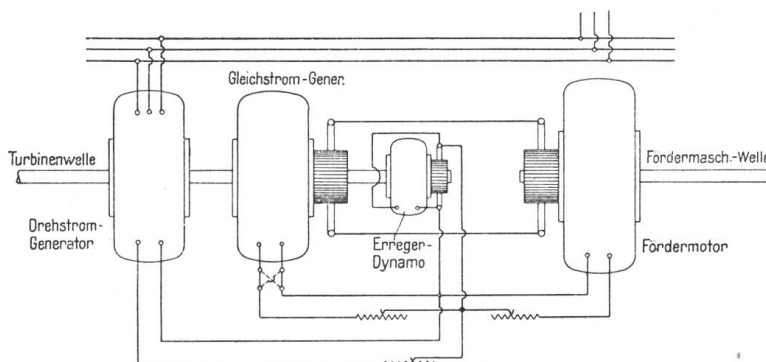 Gleichstrom-Gener.
Turbinenwelle
Fördermasch.-Welle
Drehstrom-
Generator
Erreger-
Dynamo
Fördermotor